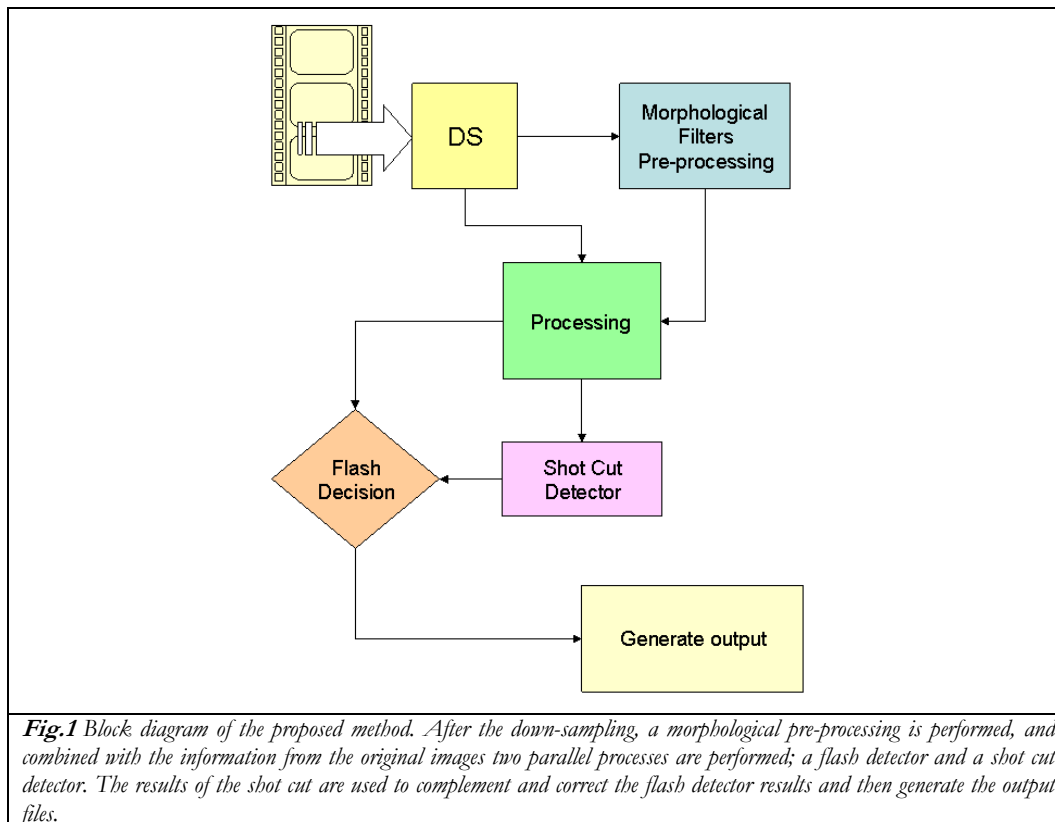 DS
Morphological
Filters
Pre-processing
Processing
Flash
Decision
Shot Cut
Detector
Generate output
Fig.1 Block diagram of the proposed method. After the down-sampling, a morphological pre-processing is performed, and
combined with the information from the original images two parallel processes are performed; a flash detector and a shot cut
detector. The results of the shot cut are used to complement and correct the flash detector results and then generate the output
files.